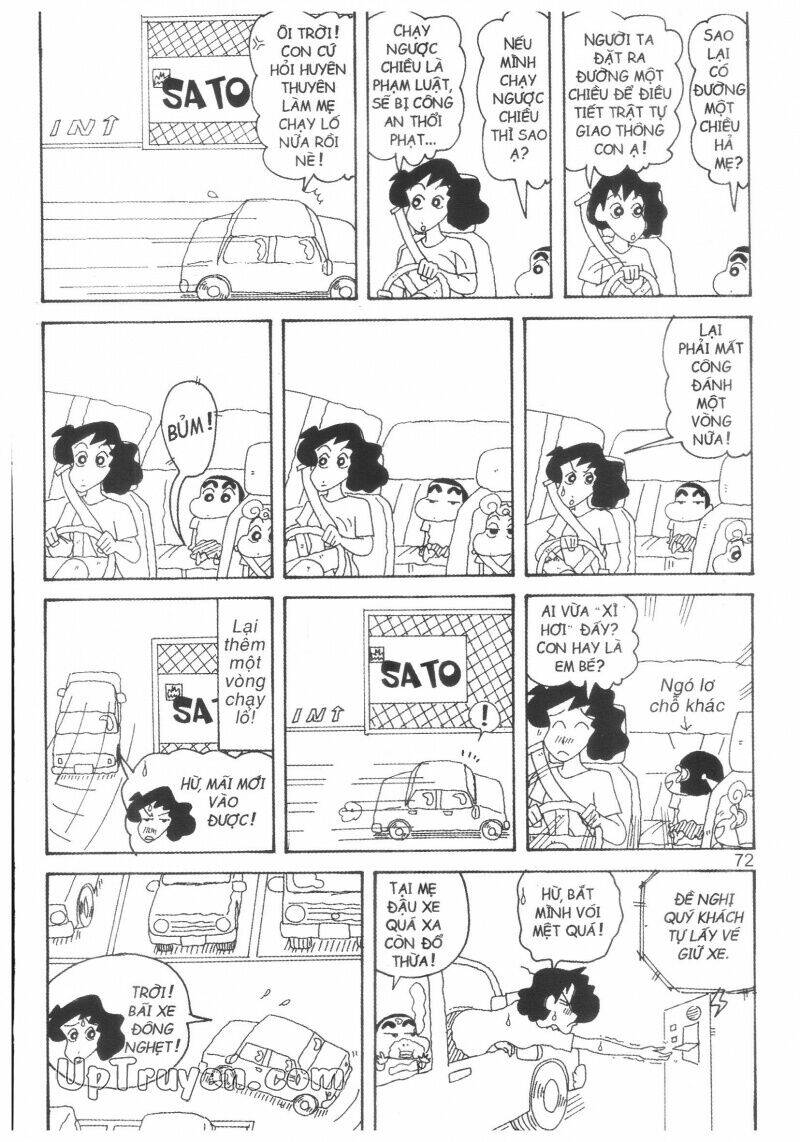 SAO
LẠI
CÓ
ĐƯỜNG
MỘT
CHIỀU
HẢ
MẸ?
NGƯỜI TA
ĐẶT RA
ĐƯỜNG MỘT
CHIỀU ĐỂ ĐIỀU
TIẾT TRẬT TỰ
GIAO THÔNG
CON Ạ!
NẾU
MÌNH
CHẠY
NGƯỢC
CHIỀU
THÌ SAO
Ạ?
CHẠY
NGƯỢC
CHIỀU LÀ
PHẠM LUẬT,
SẼ BỊ CÔNG
AN THỔI
PHẠT...
ÔI TRỜI!
CON CỨ
HỎI HUYÊN
THUYÊN
LÀM MẸ
CHẠY LỐ
NỮA RỒI
NÈ!
SATO
INT
LẠI
PHẢI MẤT
CÔNG
ĐÁNH
MỘT
VÒNG
NỮA!
BỦM!
AI VỪA "XÌ
HƠI" ĐẤY?
CON HAY LÀ
EM BÉ?
Ngó lơ
chỗ khác
SATO
INT
!
Lại
thêm
một
vòng
chạy
lố!
SA
HỪ, MÃI MỚI
VÀO
ĐƯỢC!
72
ĐỀ NGHỊ
QUÝ KHÁCH
TỰ LẤY VÉ
GIỮ XE.
HỪ, BẮT
MÌNH VÓI
MỆT QUÁ!
TẠI MẸ
ĐẬU XE
QUÁ XA
CÒN ĐỔ
THỪA!
TRỜI!
BÃI XE
ĐÔNG
NGHẸT!
UpTruyen.com